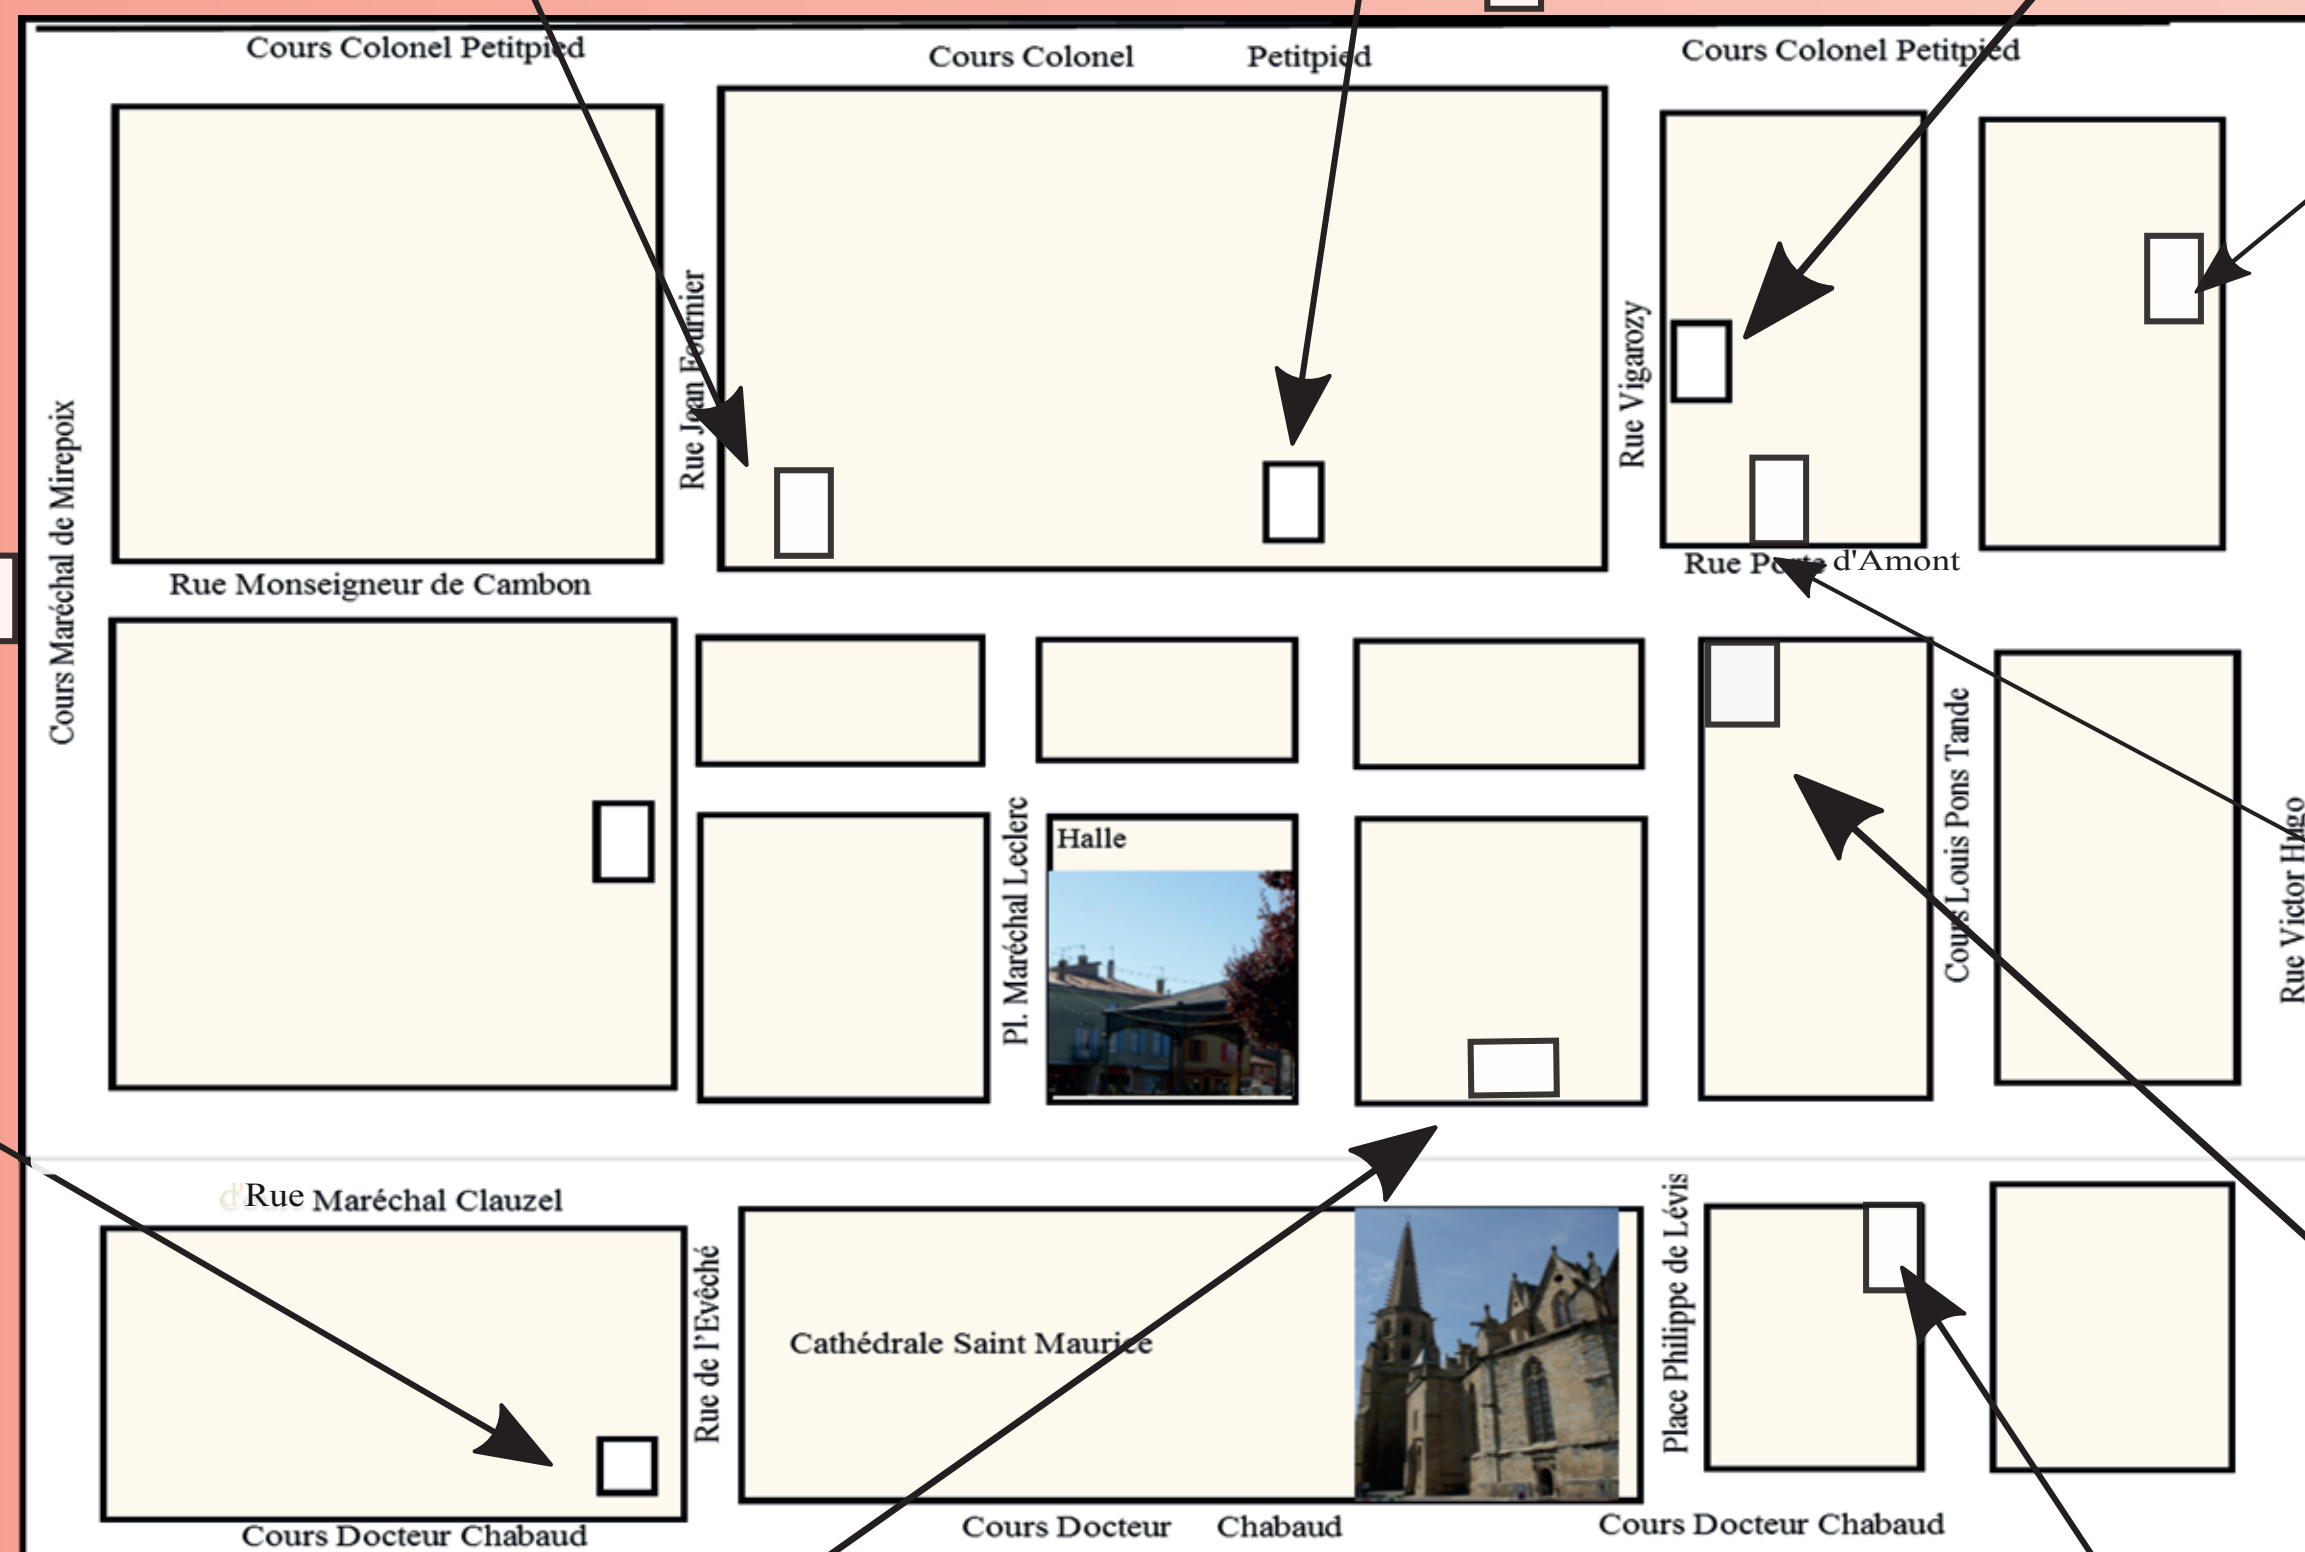 Cours Colonel Petitpied
Cours Colonel Petitpied
Cours Colonel Petitpied
Rue Jean Fournier
Rue Vigarozy
Cours Maréchal de Mirepoix
Rue Monseigneur de Cambon
Rue Porte d'Amont
Cours Louis Pons Tande
Rue Victor Hugo
Pl. Maréchal Leclerc
Halle
d'Rue Maréchal Clauzel
Rue de l'Evêché
Cathédrale Saint Maurice
Place Philippe de Lévis
Cours Docteur Chabaud
Cours Docteur Chabaud
Cours Docteur Chabaud